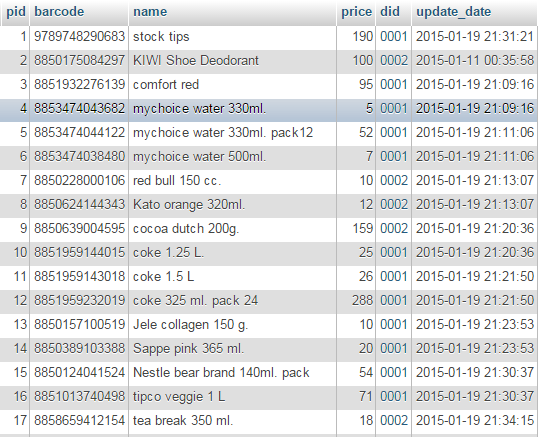 pid barcode name price did update_date
1 9789748290683 stock tips 190 0001 2015-01-19 21:31:21
2 8850175084297 KIWI Shoe Deodorant 100 0002 2015-01-11 00:35:58
3 8851932276139 comfort red 95 0001 2015-01-19 21:09:16
4 8853474043682 mychoice water 330ml. 5 0001 2015-01-19 21:09:16
5 8853474044122 mychoice water 330ml. pack12 52 0001 2015-01-19 21:11:06
6 8853474038480 mychoice water 500ml. 7 0001 2015-01-19 21:11:06
7 8850228000106 red bull 150 cc. 10 0002 2015-01-19 21:13:07
8 8850624144343 Kato orange 320ml. 12 0002 2015-01-19 21:13:07
9 8850639004595 cocoa dutch 200g. 159 0002 2015-01-19 21:20:36
10 8851959144015 coke 1.25 L. 25 0001 2015-01-19 21:20:36
11 8851959143018 coke 1.5 L 26 0001 2015-01-19 21:21:50
12 8851959232019 coke 325 ml. pack 24 288 0001 2015-01-19 21:21:50
13 8850157100519 Jele collagen 150 g. 10 0001 2015-01-19 21:23:53
14 8850389103388 Sappe pink 365 ml. 20 0001 2015-01-19 21:23:53
15 8850124041524 Nestle bear brand 140ml. pack 54 0001 2015-01-19 21:30:37
16 8851013740498 tipco veggie 1 L 71 0001 2015-01-19 21:30:37
17 8858659412154 tea break 350 ml. 18 0002 2015-01-19 21:34:15